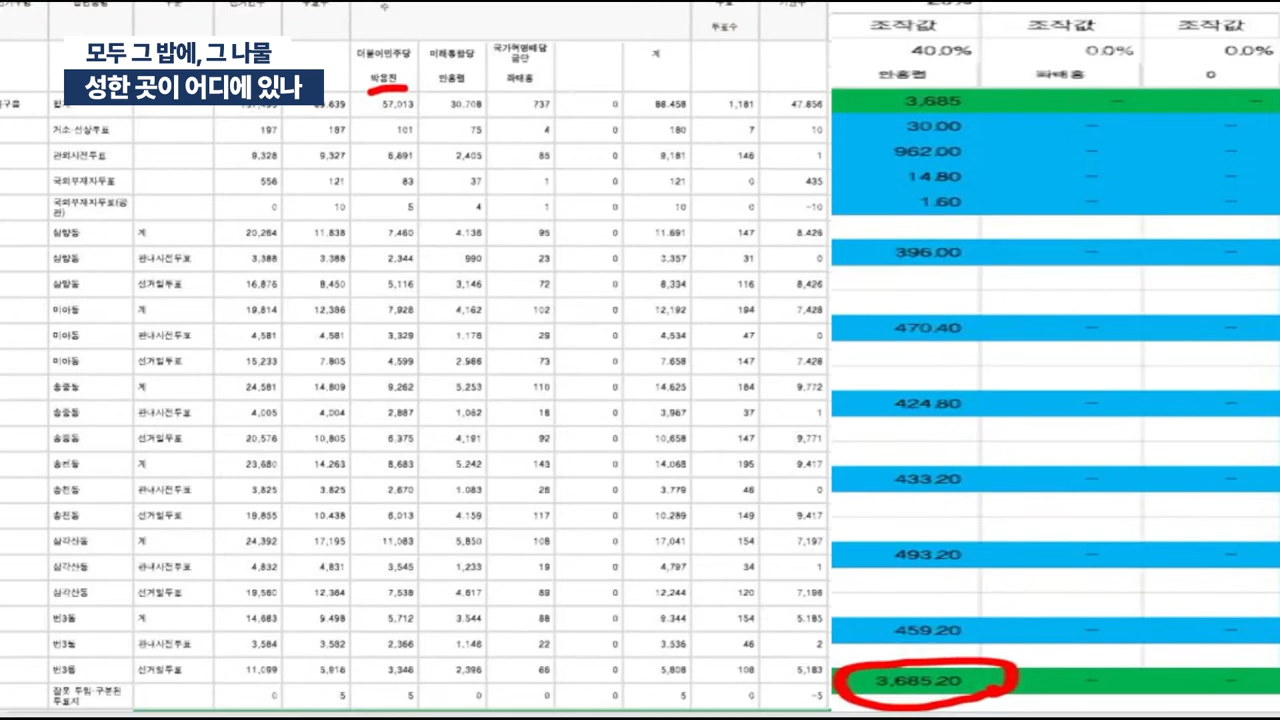 모두 그 밥에, 그 나물
성한 곳이 어디에 있나
수
투표수
더불어민주당 미래통합당 국가혁명배당금당 계
박용진 안홍렬
57,013 30,708 737 88,458 1,181 47,856
거소·선상투표 197 187 101 75 4 0 180 7 10
관외사전투표 9,328 9,327 6,691 2,405 85 0 9,181 146 1
국외부재자투표 556 121 83 37 1 0 121 0 435
국외부재자투표(공관) 0 10 5 4 1 0 10 0 -10
삼양동 계 20,264 11,838 7,460 4,136 95 0 11,691 147 8,426
삼양동 관내사전투표 3,388 3,388 2,344 990 23 0 3,357 31 0
삼양동 선거일투표 16,876 8,450 5,116 3,146 72 0 8,334 116 8,426
미아동 계 19,814 12,386 7,928 4,162 102 0 12,192 194 7,428
미아동 관내사전투표 4,581 4,581 3,329 1,176 29 0 4,534 47 0
미아동 선거일투표 15,233 7,805 4,599 2,986 73 0 7,658 147 7,428
송중동 계 24,581 14,809 9,262 5,253 110 0 14,625 184 9,772
송중동 관내사전투표 4,005 4,004 2,887 1,062 18 0 3,967 37 1
송중동 선거일투표 20,576 10,805 6,375 4,191 92 0 10,658 147 9,771
송천동 계 23,680 14,263 8,683 5,242 143 0 14,068 195 9,417
송천동 관내사전투표 3,825 3,825 2,670 1,083 26 0 3,779 46 0
송천동 선거일투표 19,855 10,438 6,013 4,159 117 0 10,289 149 9,417
삼각산동 계 24,392 17,195 11,083 5,850 108 0 17,041 154 7,197
삼각산동 관내사전투표 4,832 4,831 3,545 1,233 19 0 4,797 34 1
삼각산동 선거일투표 19,560 12,364 7,538 4,617 89 0 12,244 120 7,196
번3동 계 14,683 9,498 5,712 3,544 88 0 9,344 154 5,185
번3동 관내사전투표 3,584 3,582 2,366 1,148 22 0 3,536 46 2
번3동 선거일투표 11,099 5,916 3,346 2,396 66 0 5,808 108 5,183
잘못 투입·구분된 투표지 0 5 5 0 0 0 5 0 -5
조작값 조작값 조작값
40.0% 0.0% 0.0%
안홍렬 0
3,685 – –
30.00 – –
962.00 – –
14.80 – –
1.60 – –
396.00 – –
470.40 – –
424.80 – –
433.20 – –
493.20 – –
459.20 – –
3,685.20 – –